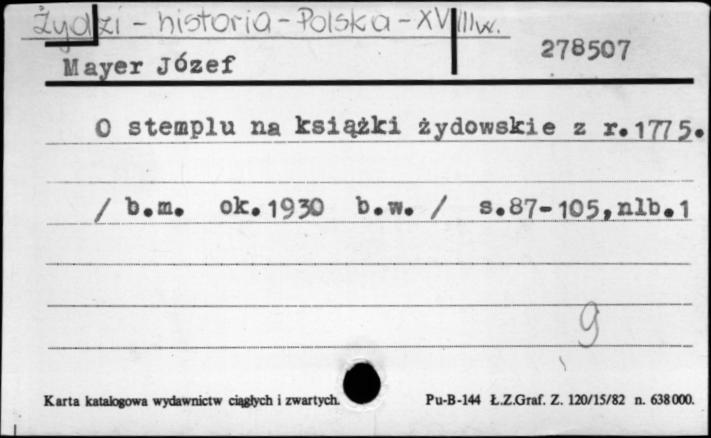 Żydzi - historia - Polska - XVIIIw.
278507
Mayer Józef
O stemplu na książki żydowskie z r.1775.
/ b.m. ok.1930 b.w. / s.87-105,nlb.1
9
Karta katalogowa wydawnictw ciągłych i zwartych. Pu-B-144 Ł.Z.Graf. Z. 120/15/82 n. 638000.